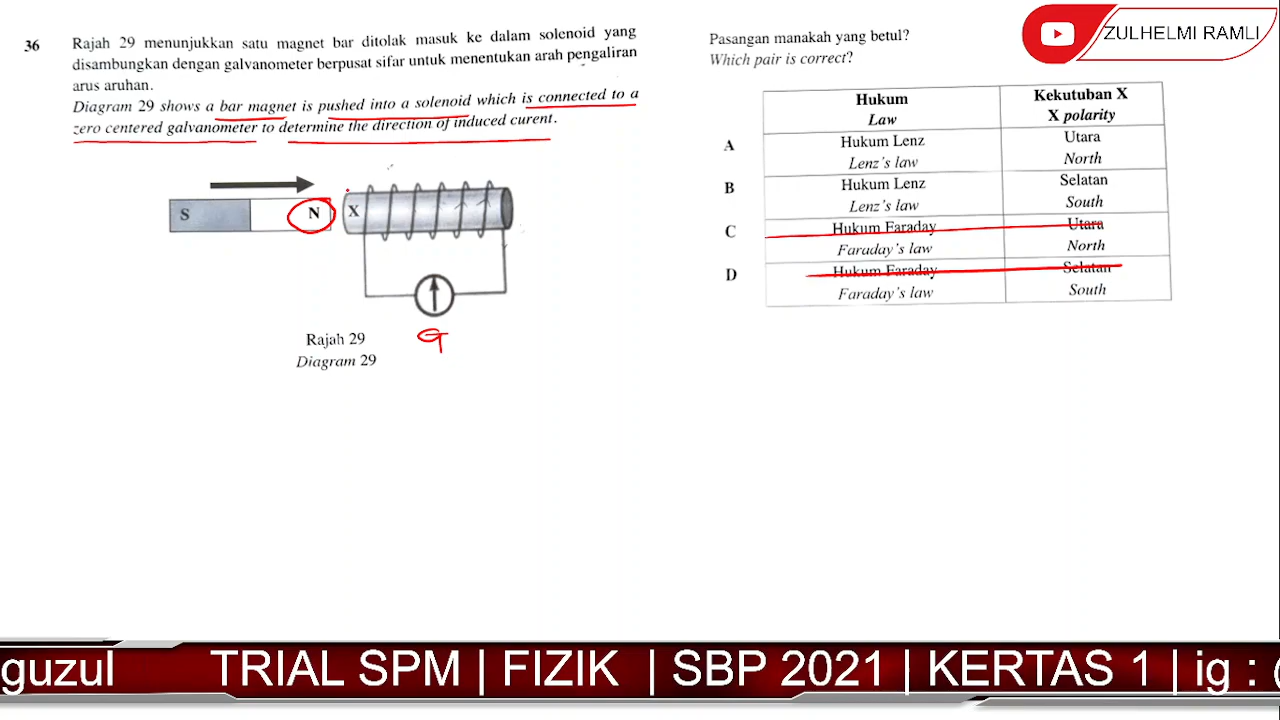 36
Rajah 29 menunjukkan satu magnet bar ditolak masuk ke dalam solenoid yang
disambungkan dengan galvanometer berpusat sifar untuk menentukan arah pengaliran
arus aruhan.
Diagram 29 shows a bar magnet is pushed into a solenoid which is connected to a
zero centered galvanometer to determine the direction of induced curent.
S
N
X
G
Rajah 29
Diagram 29
Pasangan manakah yang betul?
Which pair is correct?
Hukum
Law
Kekutuban X
X polarity
A
Hukum Lenz
Lenz's law
Utara
North
B
Hukum Lenz
Lenz's law
Selatan
South
C
Hukum Faraday
Faraday's law
Utara
North
D
Hukum Faraday
Faraday's law
Selatan
South
ZULHELMI RAMLI
guzul TRIAL SPM | FIZIK | SBP 2021 | KERTAS 1 | ig :